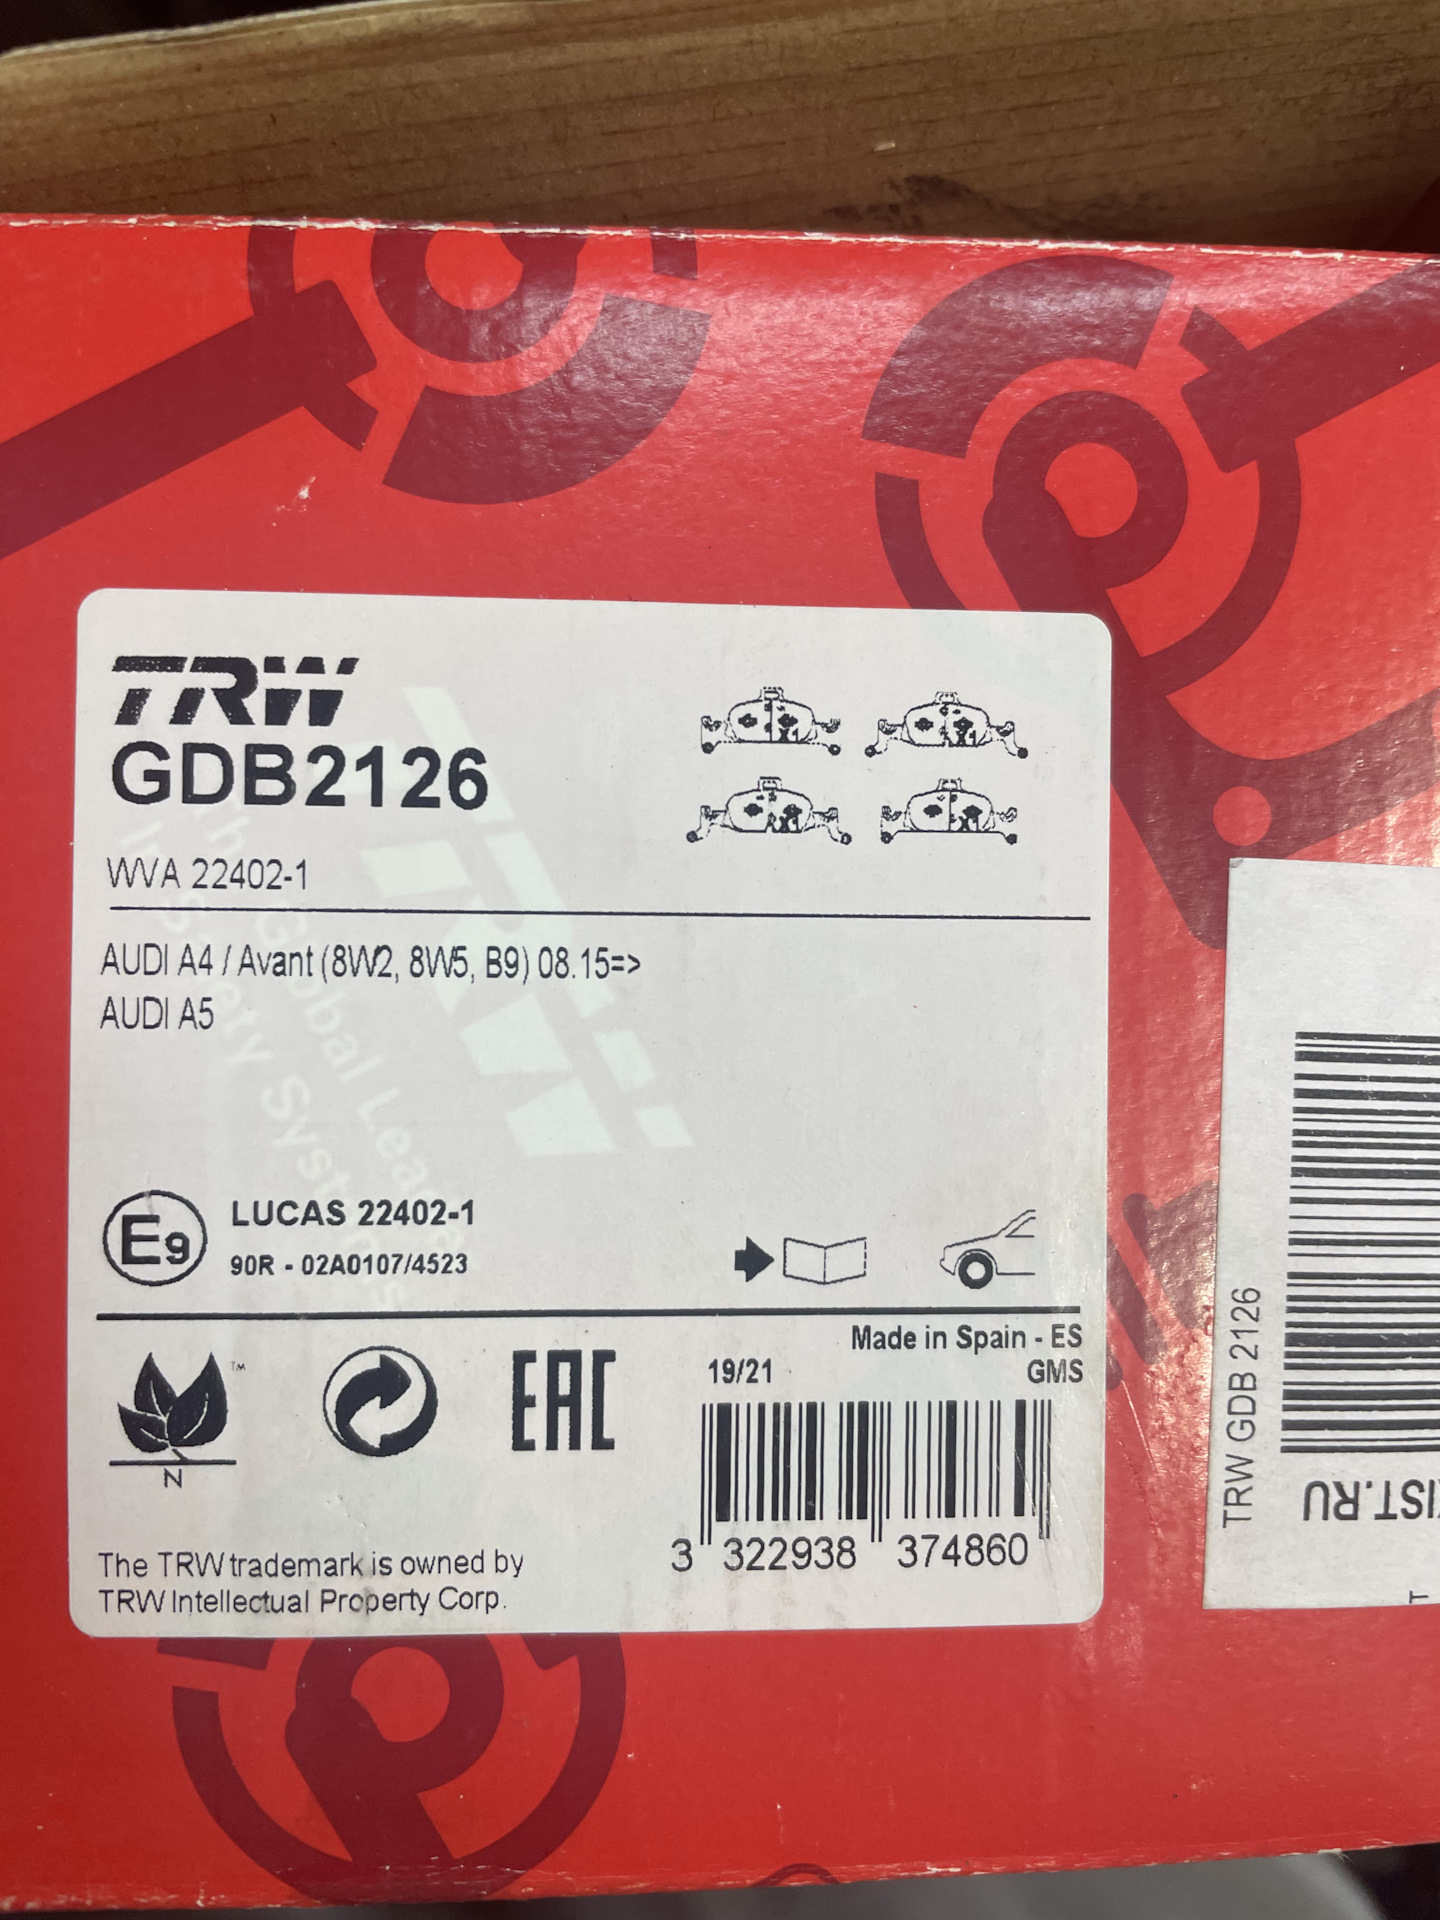 TRW
GDB2126
WVA 22402-1
AUDI A4 / Avant (8W2, 8W5, B9) 08.15=>
AUDI A5
E9
LUCAS 22402-1
90R - 02A0107/4523
Made in Spain - ES
19/21
GMS
TM
N
EAC
3 322938 374860
The TRW trademark is owned by
TRW Intellectual Property Corp.
TRW GDB 2126
IST.RU